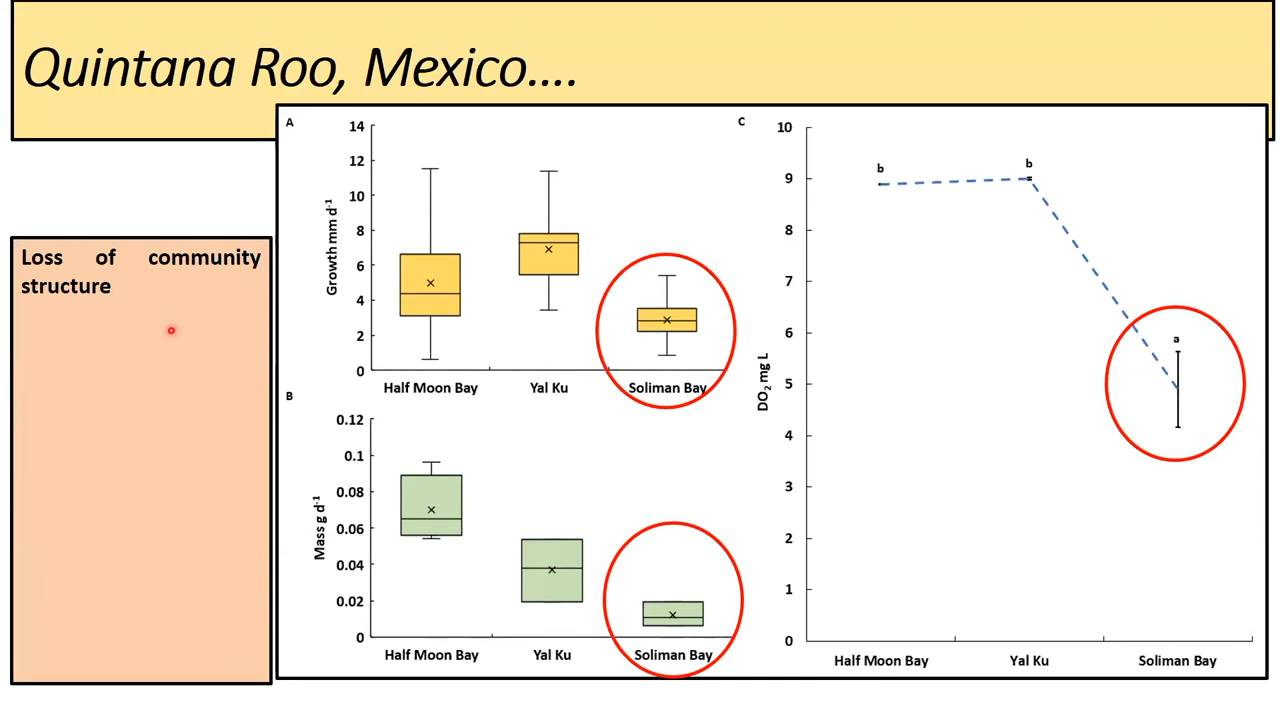 Quintana Roo, Mexico....
Loss of community
structure
A
14
12
10
8
6
4
2
0
Growth mm d⁻¹
Half Moon Bay
Yal Ku
Soliman Bay
B
0.12
0.1
0.08
0.06
0.04
0.02
0
Mass g d⁻¹
Half Moon Bay
Yal Ku
Soliman Bay
C
10
9
8
7
6
5
4
3
2
1
0
DO₂ mg L
b
b
a
Half Moon Bay
Yal Ku
Soliman Bay